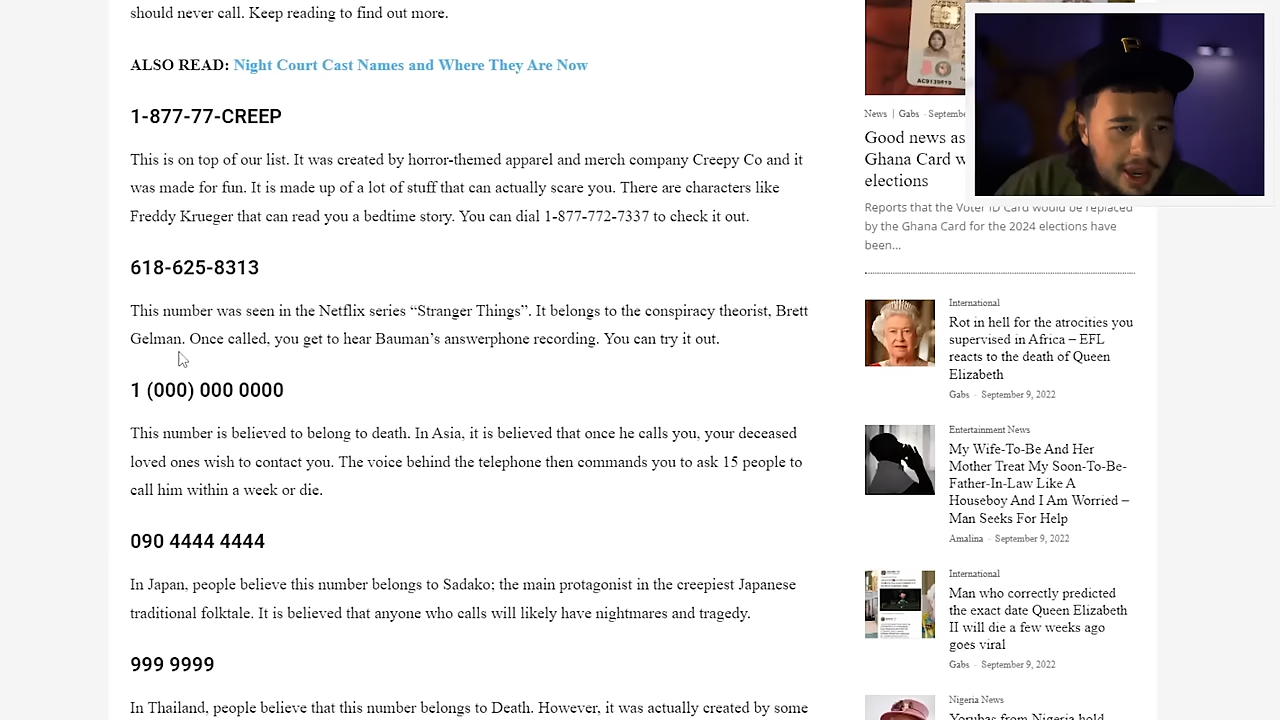 should never call. Keep reading to find out more.
ALSO READ: Night Court Cast Names and Where They Are Now
1-877-77-CREEP
This is on top of our list. It was created by horror-themed apparel and merch company Creepy Co and it
was made for fun. It is made up of a lot of stuff that can actually scare you. There are characters like
Freddy Krueger that can read you a bedtime story. You can dial 1-877-772-7337 to check it out.
618-625-8313
This number was seen in the Netflix series “Stranger Things”. It belongs to the conspiracy theorist, Brett
Gelman. Once called, you get to hear Bauman’s answerphone recording. You can try it out.
1 (000) 000 0000
This number is believed to belong to death. In Asia, it is believed that once he calls you, your deceased
loved ones wish to contact you. The voice behind the telephone then commands you to ask 15 people to
call him within a week or die.
090 4444 4444
In Japan, people believe this number belongs to Sadako; the main protagonist in the creepiest Japanese
traditional folktale. It is believed that anyone who calls will likely have nightmares and tragedy.
999 9999
In Thailand, people believe that this number belongs to Death. However, it was actually created by some
AC9139619
News | Gabs - Septembe
Good news as
Ghana Card w
elections
Reports that the Voter ID Card would be replaced
by the Ghana Card for the 2024 elections have
been...
International
Rot in hell for the atrocities you
supervised in Africa – EFL
reacts to the death of Queen
Elizabeth
Gabs - September 9, 2022
Entertainment News
My Wife-To-Be And Her
Mother Treat My Soon-To-Be-
Father-In-Law Like A
Houseboy And I Am Worried –
Man Seeks For Help
Amalina - September 9, 2022
International
Man who correctly predicted
the exact date Queen Elizabeth
II will die a few weeks ago
goes viral
Gabs - September 9, 2022
Nigeria News
Yorubas from Nigeria hold
P